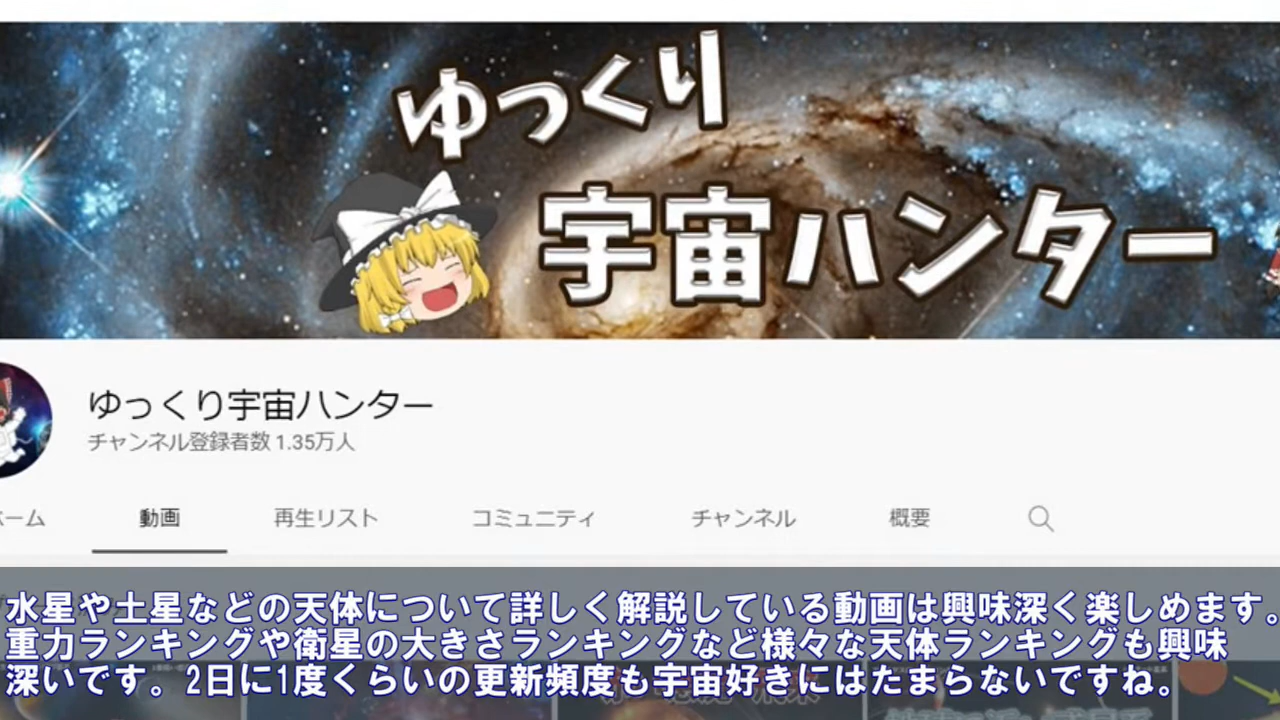 ゆっくり
宇宙ハンター
ゆっくり宇宙ハンター
チャンネル登録者数 1.35万人
ホーム 動画 再生リスト コミュニティ チャンネル 概要
水星や土星などの天体について詳しく解説している動画は興味深く楽しめます。
重力ランキングや衛星の大きさランキングなど様々な天体ランキングも興味
深いです。2日に1度くらいの更新頻度も宇宙好きにはたまらないですね。